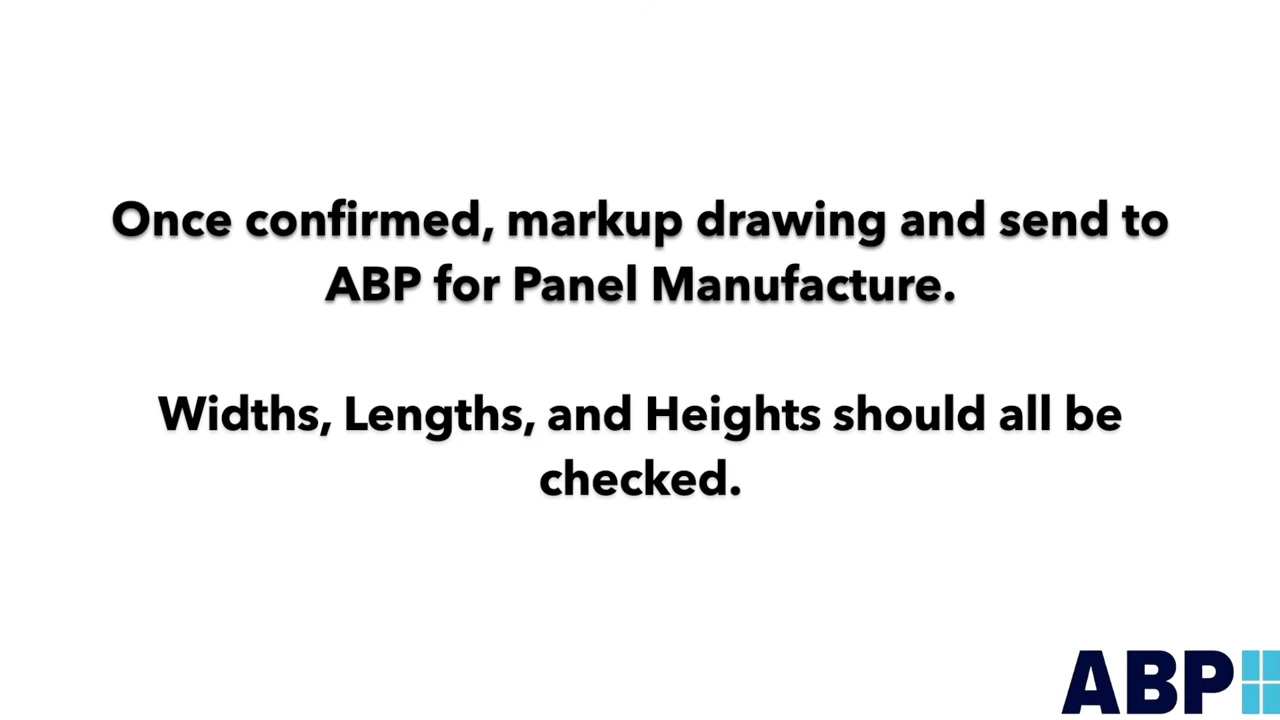 Once confirmed, markup drawing and send to
ABP for Panel Manufacture.
Widths, Lengths, and Heights should all be
checked.
ABP